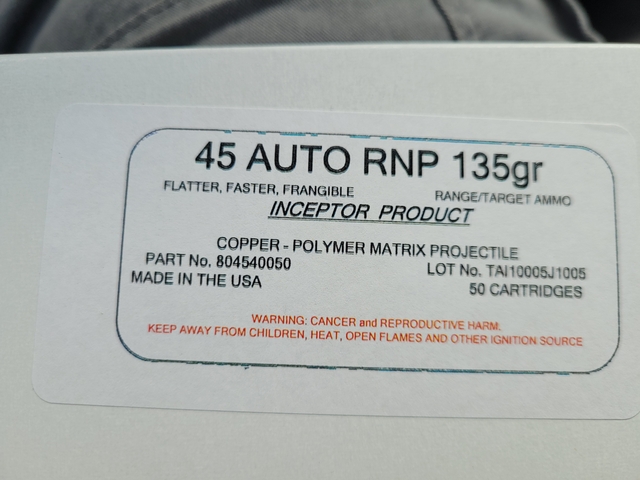 45 AUTO RNP 135gr
FLATTER, FASTER, FRANGIBLE RANGE/TARGET AMMO
INCEPTOR PRODUCT
COPPER - POLYMER MATRIX PROJECTILE
PART No. 804540050 LOT No. TAI10005J1005
MADE IN THE USA 50 CARTRIDGES
WARNING: CANCER and REPRODUCTIVE HARM.
KEEP AWAY FROM CHILDREN, HEAT, OPEN FLAMES AND OTHER IGNITION SOURCE